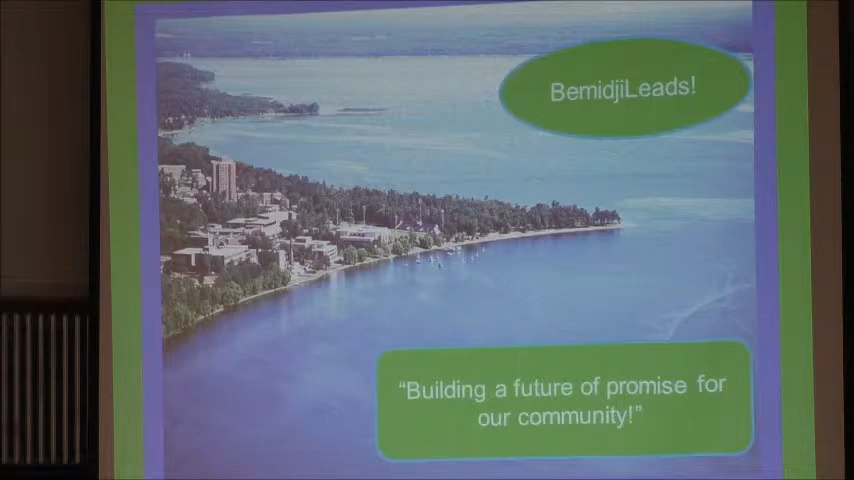 BemidjiLeads!
“Building a future of promise for
our community!”